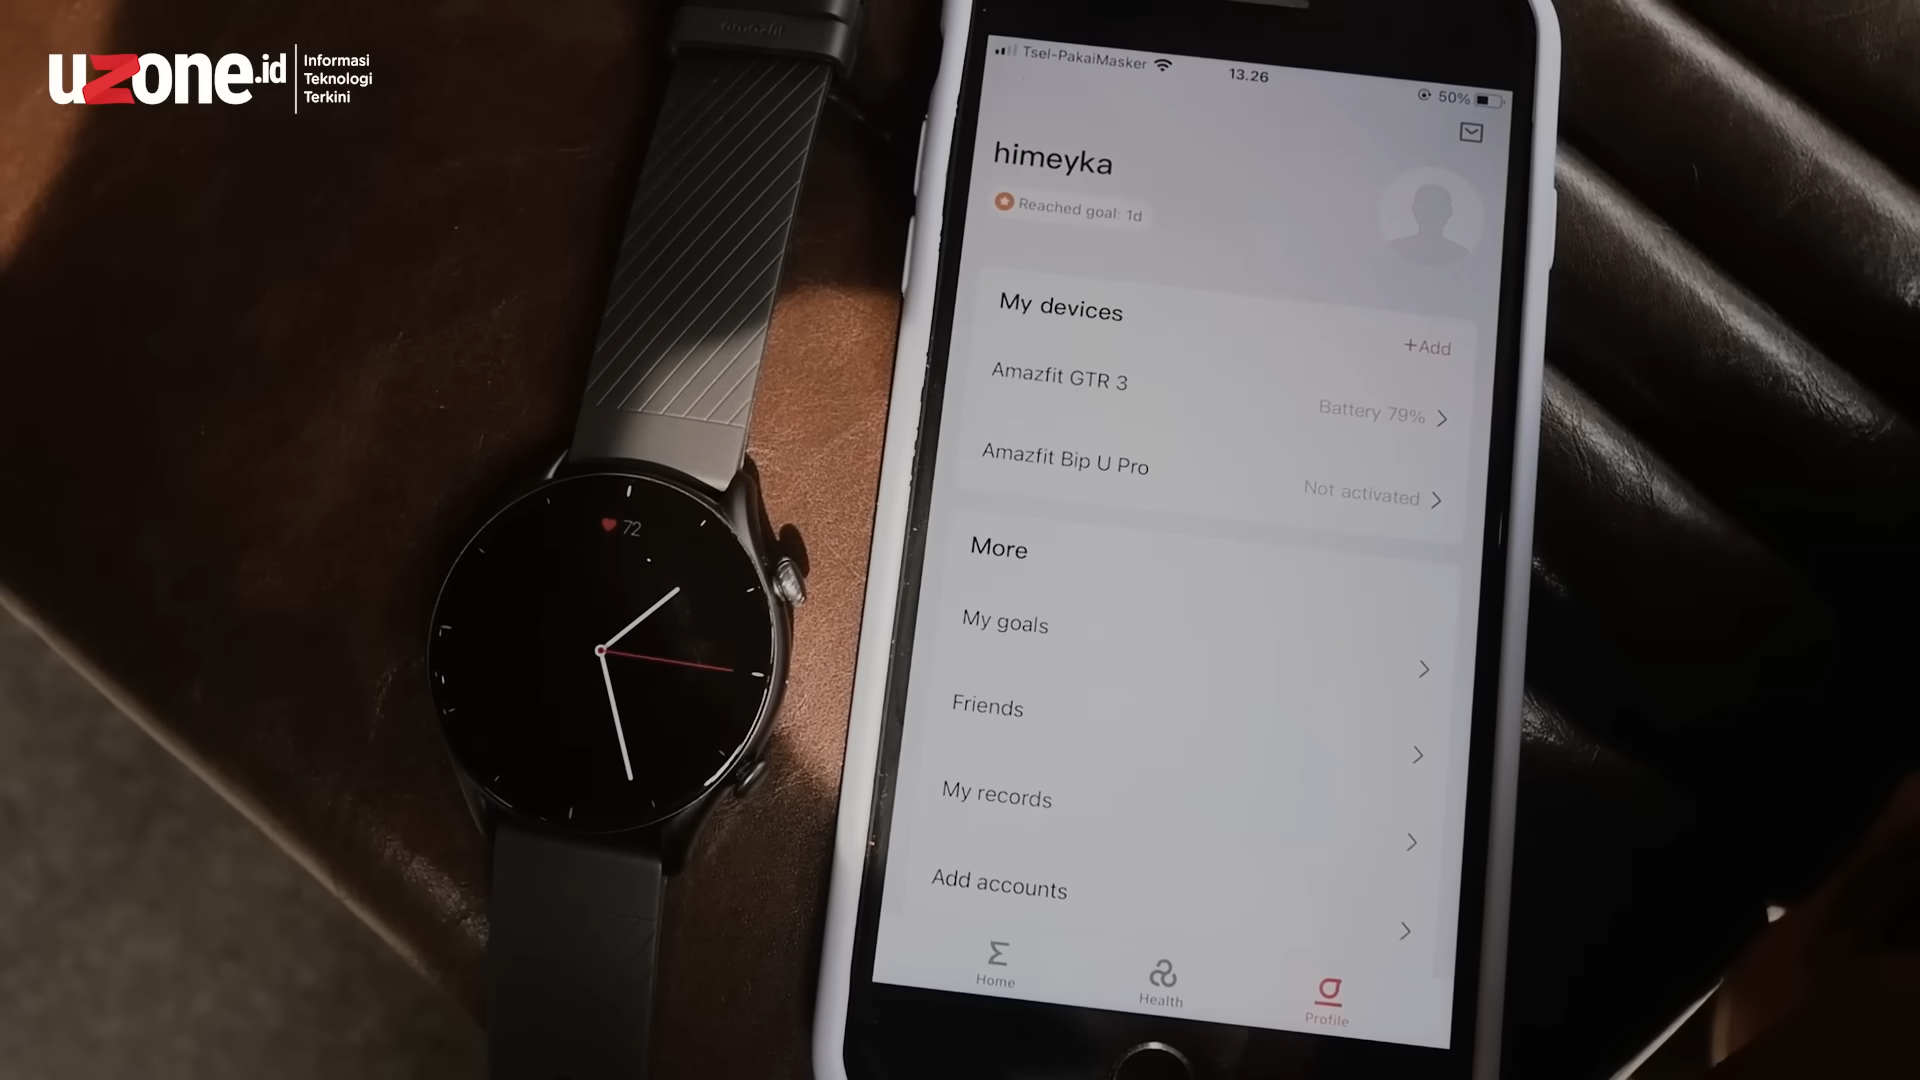 uzone.id
Informasi
Teknologi
Terkini
amazfit
72
Tsel-PakaiMasker
13.26
50%
himeyka
Reached goal: 1d
My devices
+Add
Amazfit GTR 3
Battery 79%
Amazfit Bip U Pro
Not activated
More
My goals
Friends
My records
Add accounts
Home
Health
Profile